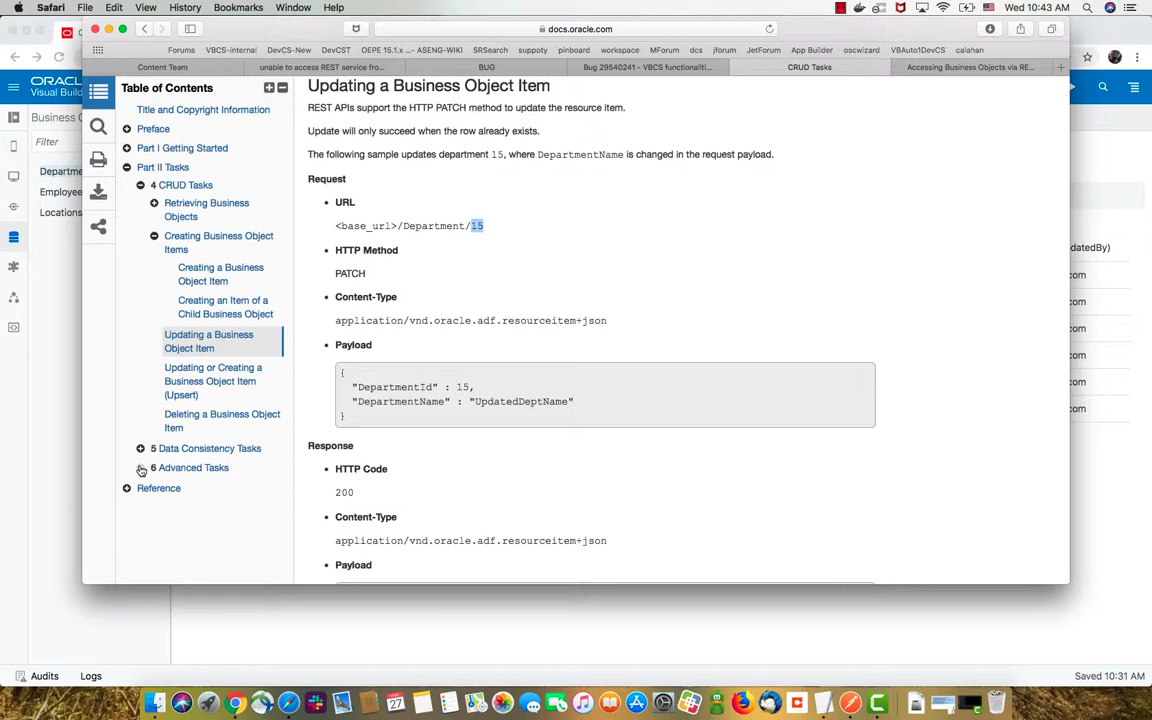 Safari File Edit View History Bookmarks Window Help
Wed 10:43 AM
docs.oracle.com
Forums VBCS-internal DevCS-New DevCST OEPE 15.1.x - ASENG-WIKI SRSearch suppoty pinboard workspace MForum dcs jforum JetForum App Builder oscwizard VBAuto1DevCS calahan
Content Team
unable to access REST service fro...
BUG
Bug 29540241 - VBCS functionaliti...
CRUD Tasks
Accessing Business Objects via RE...
ORACLE
Visual Buil
Business O
Filter
Departme
Employee
Locations
Table of Contents
Title and Copyright Information
Preface
Part I Getting Started
Part II Tasks
4 CRUD Tasks
Retrieving Business
Objects
Creating Business Object
Items
Creating a Business
Object Item
Creating an Item of a
Child Business Object
Updating a Business
Object Item
Updating or Creating a
Business Object Item
(Upsert)
Deleting a Business Object
Item
5 Data Consistency Tasks
6 Advanced Tasks
Reference
Updating a Business Object Item
REST APIs support the HTTP PATCH method to update the resource item.
Update will only succeed when the row already exists.
The following sample updates department 15, where DepartmentName is changed in the request payload.
Request
• URL
<base_url>/Department/15
• HTTP Method
PATCH
• Content-Type
application/vnd.oracle.adf.resourceitem+json
• Payload
{
"DepartmentId" : 15,
"DepartmentName" : "UpdatedDeptName"
}
Response
• HTTP Code
200
• Content-Type
application/vnd.oracle.adf.resourceitem+json
• Payload
datedBy)
com
com
com
com
com
com
Audits Logs
Saved 10:31 AM
27